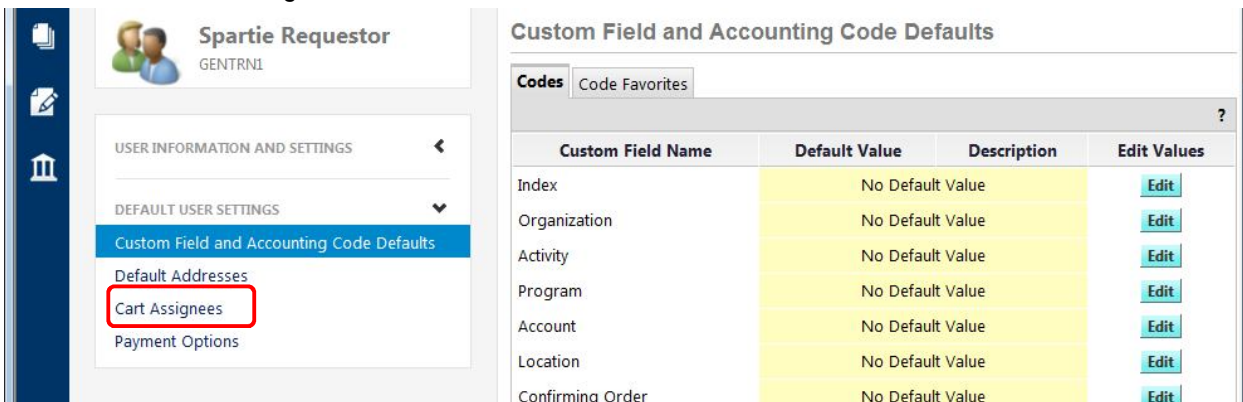 Spartie Requestor
GENTRN1
USER INFORMATION AND SETTINGS
DEFAULT USER SETTINGS
Custom Field and Accounting Code Defaults
Default Addresses
Cart Assignees
Payment Options
Custom Field and Accounting Code Defaults
Codes Code Favorites
?
Custom Field Name Default Value Description Edit Values
Index No Default Value Edit
Organization No Default Value Edit
Activity No Default Value Edit
Program No Default Value Edit
Account No Default Value Edit
Location No Default Value Edit
Confirming Order No Default Value Edit